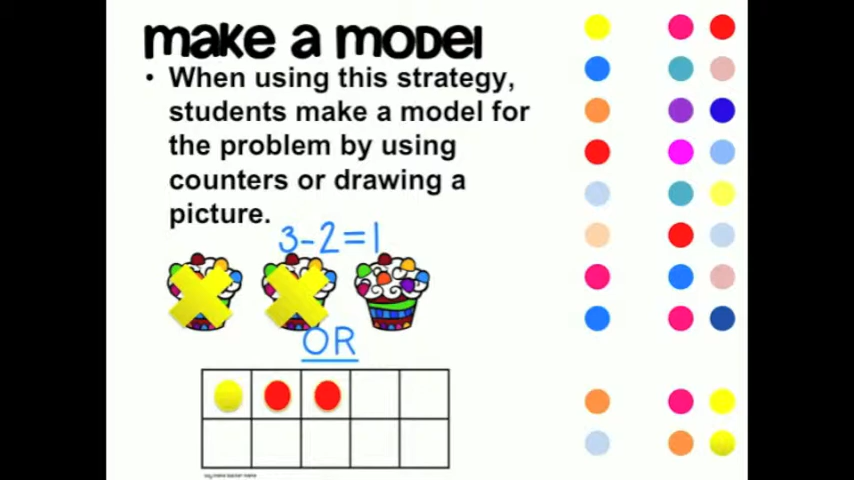 make a model
• When using this strategy,
students make a model for
the problem by using
counters or drawing a
picture.
3-2=1
OR